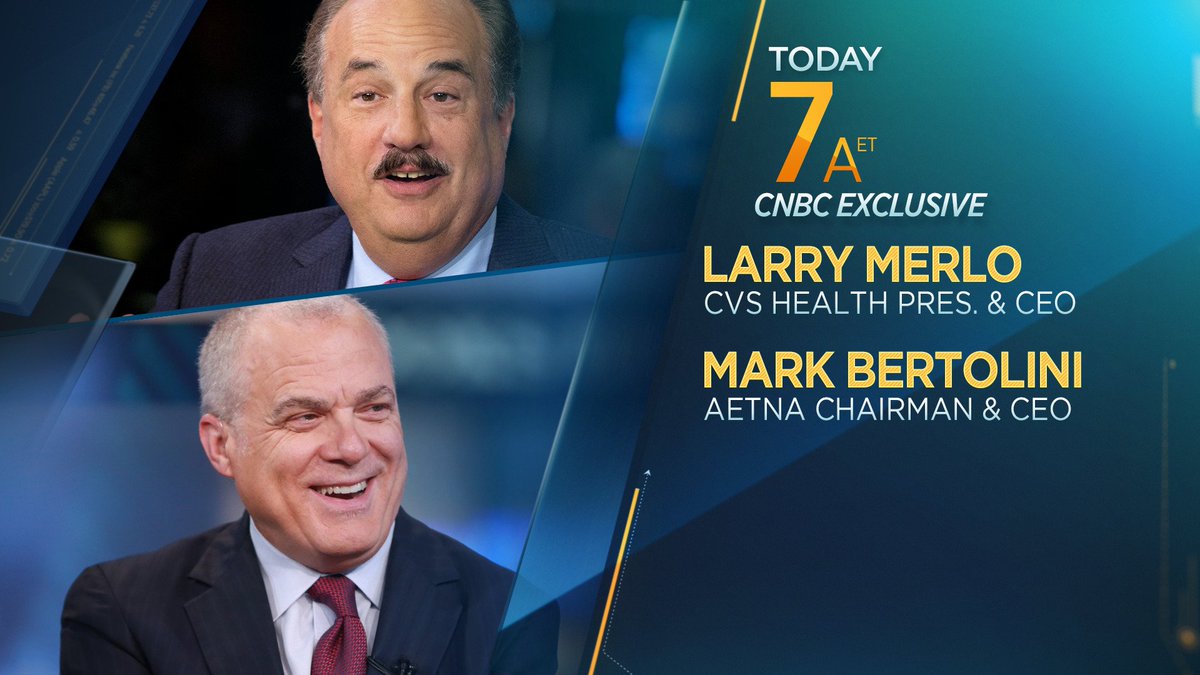 TODAY
7A ET
CNBC EXCLUSIVE
LARRY MERLO
CVS HEALTH PRES. & CEO
MARK BERTOLINI
AETNA CHAIRMAN & CEO